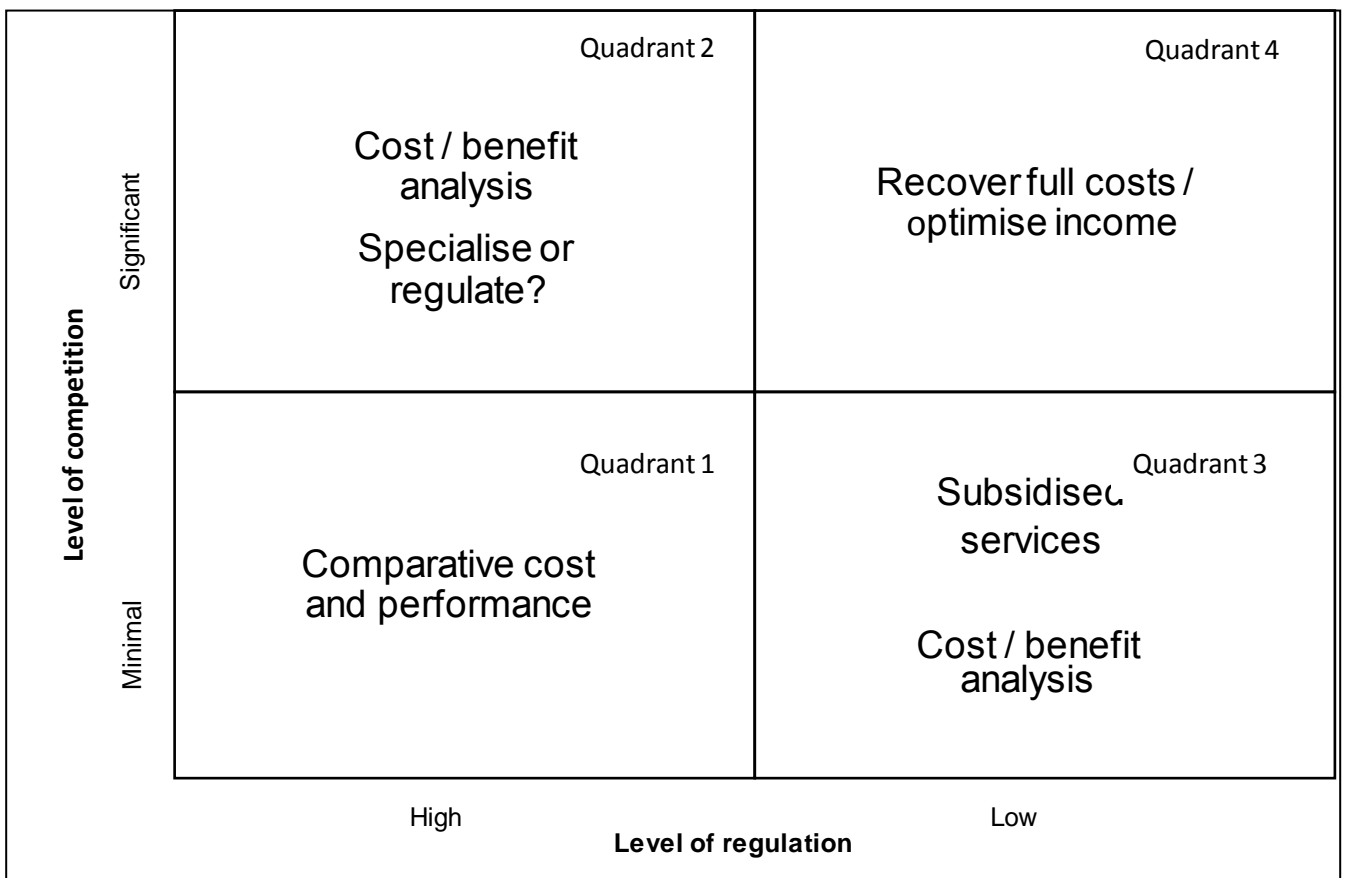 Quadrant 2
Cost / benefit
analysis
Specialise or
regulate?
Quadrant 4
Recover full costs /
optimise income
Quadrant 1
Comparative cost
and performance
Quadrant 3
Subsidised
services
Cost / benefit
analysis
Level of competition
Significant
Minimal
High
Low
Level of regulation